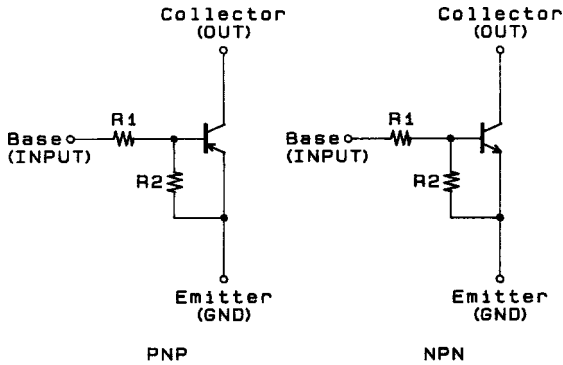 Collector
(OUT)
R1
Base
(INPUT)
R2
Emitter
(GND)
PNP
Collector
(OUT)
R1
Base
(INPUT)
R2
Emitter
(GND)
NPN